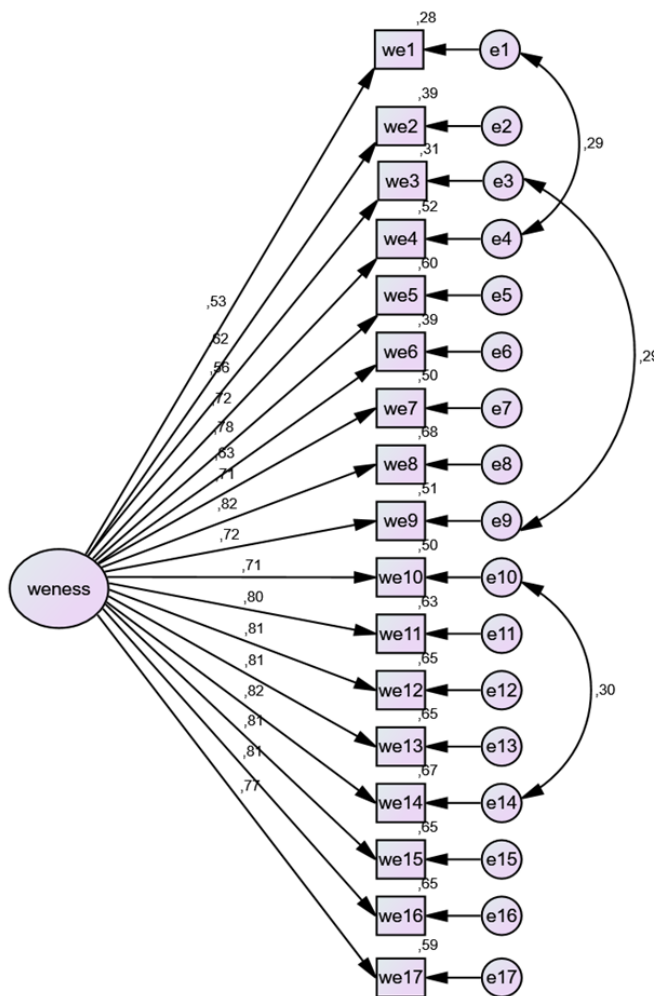 ,28
we1 e1
,39
we2 e2
,29
,31
we3 e3
,52
we4 e4
,60
we5 e5
,53
,39
we6 e6
,62
,29
,56
,50
we7 e7
,72
,78
,68
,63
we8 e8
,71
,51
,82
we9 e9
,72
,50
,71
we10 e10
weness
,63
,80
we11 e11
,81
,65
we12 e12
,81
,30
,82
,65
we13 e13
,81
,81
,67
,77
we14 e14
,65
we15 e15
,65
we16 e16
,59
we17 e17